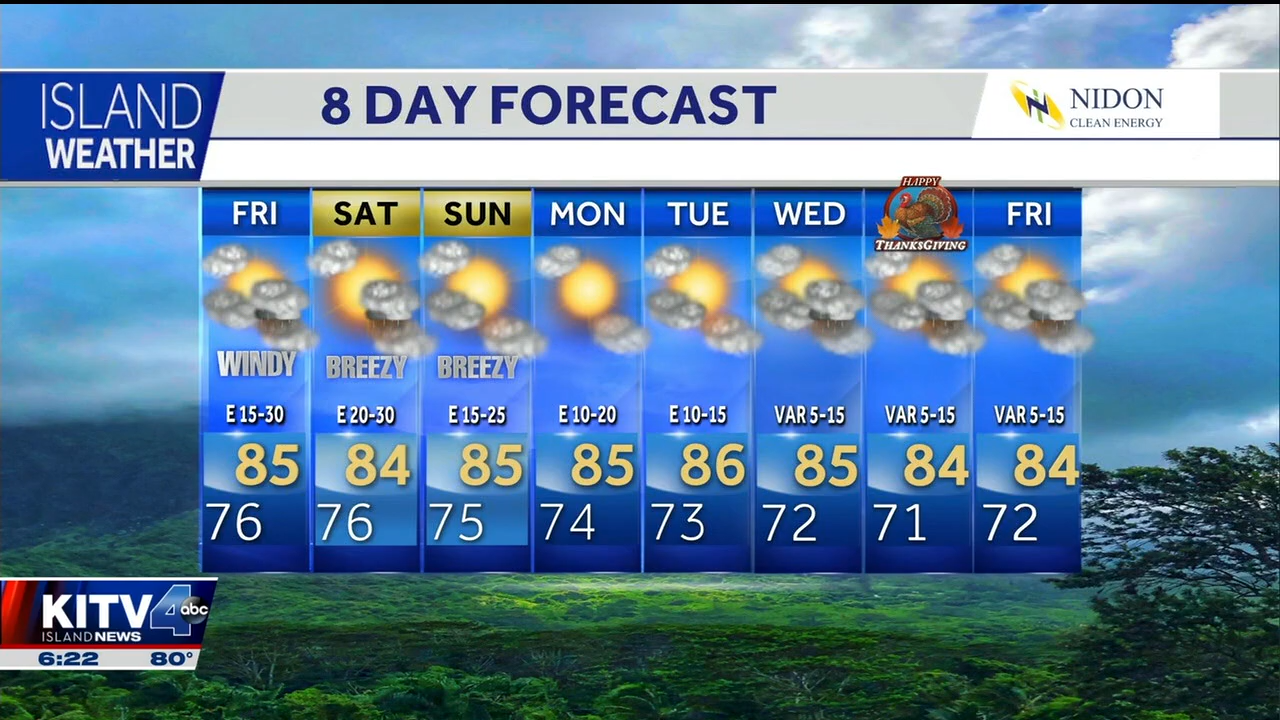 ISLAND
WEATHER
8 DAY FORECAST
NIDON
CLEAN ENERGY
FRI SAT SUN MON TUE WED HAPPY THANKSGIVING FRI
WINDY BREEZY BREEZY
E 15-30 E 20-30 E 15-25 E 10-20 E 10-15 VAR 5-15 VAR 5-15 VAR 5-15
85 84 85 85 86 85 84 84
76 76 75 74 73 72 71 72
KITV4 abc
ISLAND NEWS
6:22 80°